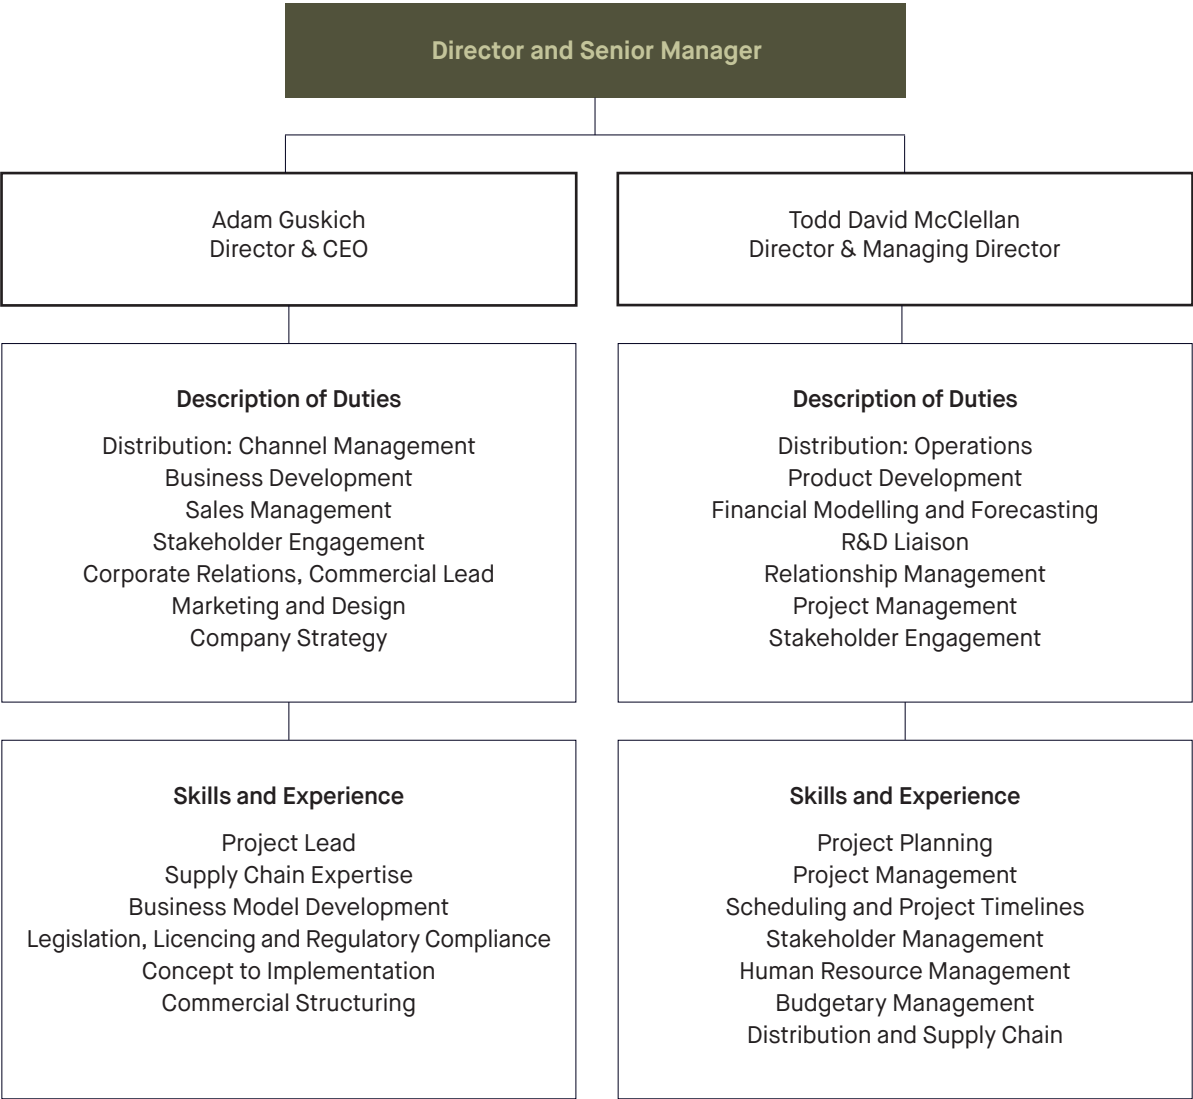 Director and Senior Manager
Adam Guskich
Director & CEO
Todd David McClellan
Director & Managing Director
Description of Duties
Distribution: Channel Management
Business Development
Sales Management
Stakeholder Engagement
Corporate Relations, Commercial Lead
Marketing and Design
Company Strategy
Description of Duties
Distribution: Operations
Product Development
Financial Modelling and Forecasting
R&D Liaison
Relationship Management
Project Management
Stakeholder Engagement
Skills and Experience
Project Lead
Supply Chain Expertise
Business Model Development
Legislation, Licencing and Regulatory Compliance
Concept to Implementation
Commercial Structuring
Skills and Experience
Project Planning
Project Management
Scheduling and Project Timelines
Stakeholder Management
Human Resource Management
Budgetary Management
Distribution and Supply Chain